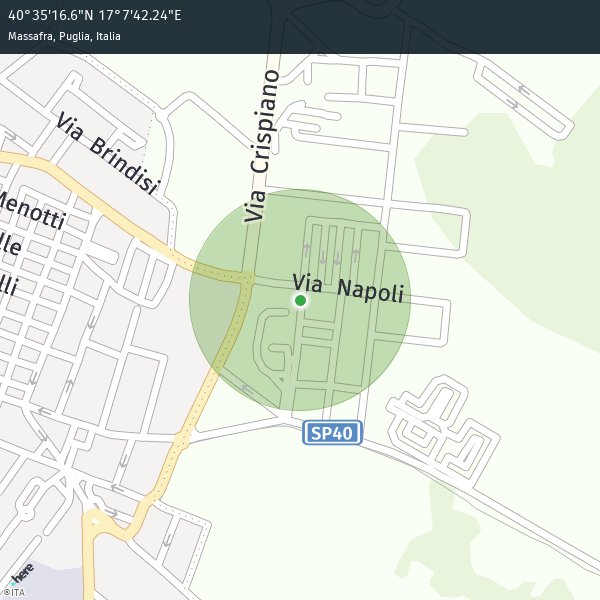 40°35'16.6"N 17°7'42.24"E
Massafra, Puglia, Italia
Via Crispiano
Via Brindisi
Menotti
lle
lli
Via Napoli
SP40
here
©ITA